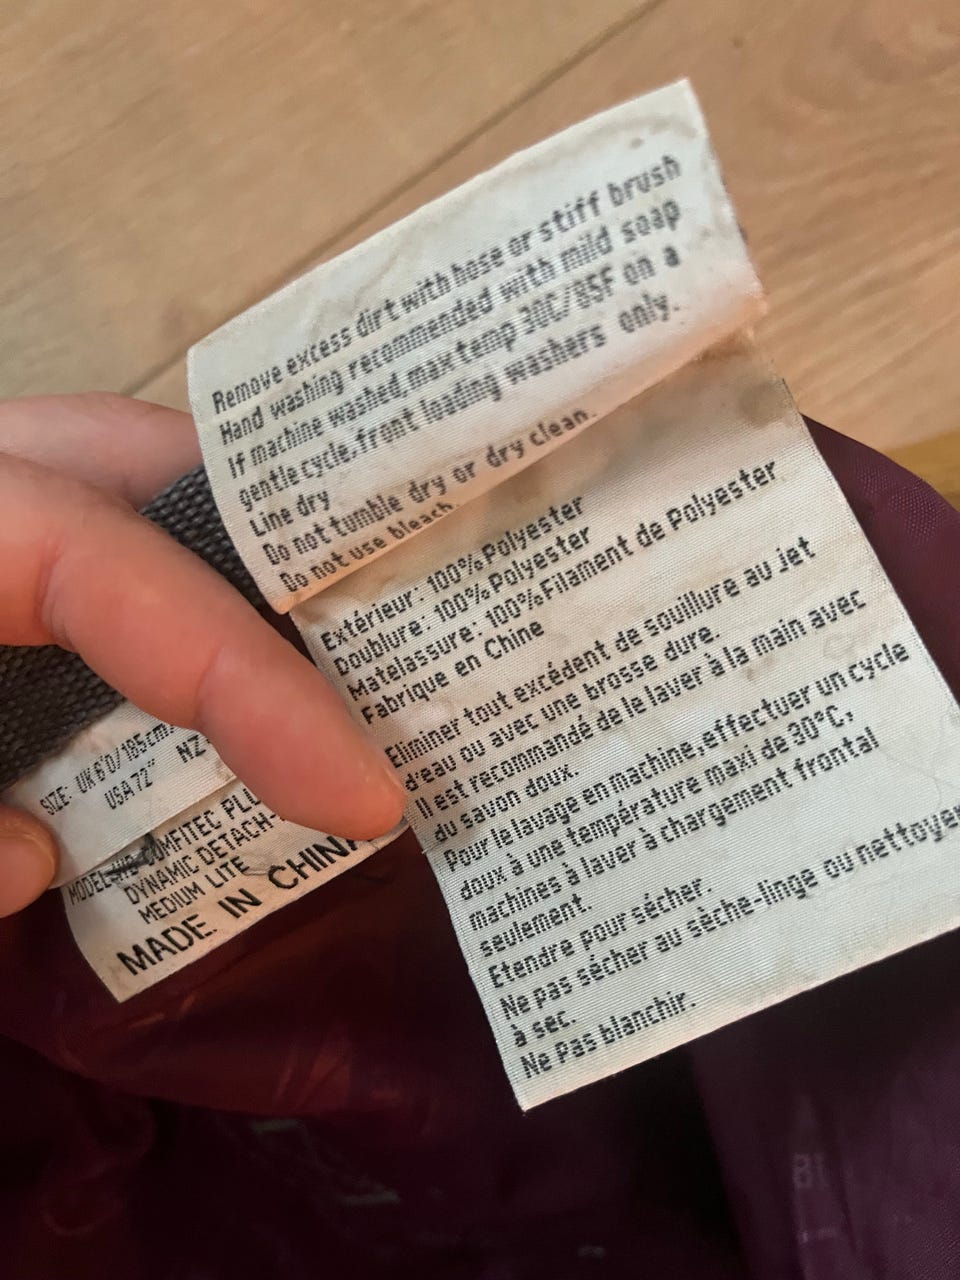 Remove excess dirt with hose or stiff brush
Hand washing recommended with mild soap
If machine washed,max temp 30C/85F on a
gentle cycle.front loading washers only.
Line dry
Do not tumble dry or dry clean.
Do not use bleach
Extérieur: 100% Polyester
Doublure: 100% Polyester
Matelassure: 100% Filament de Polyester
Fabrique en Chine
Eliminer tout excédent de souillure au jet
d'eau ou avec une brosse dure.
Il est recommandé de le laver à la main avec
du savon doux.
Pour le lavage en machine,effectuer un cycle
doux à une température maxi de 30°C,
machines à laver à chargement frontal
seulement.
Etendre pour sécher.
Ne pas sécher au sèche-linge ou nettoyer
à sec.
Ne Pas blanchir.
SIZE: UK 6'0/185cm
NZ
USA 72"
MODEL: COMFITEC PLU
DYNAMIC DETACH-
MEDIUM LITE
MADE IN CHINA